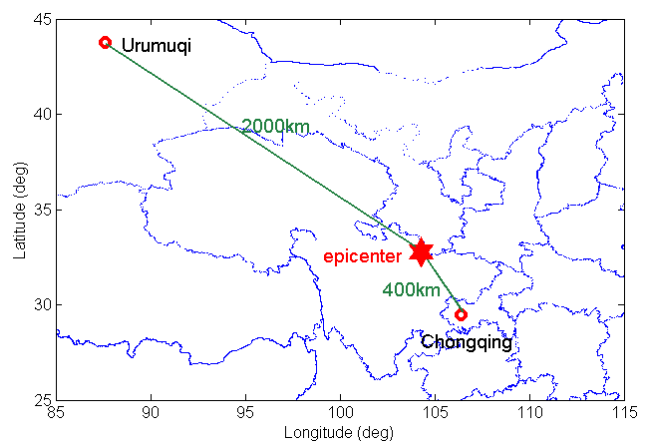 45
Urumuqi
40
2000km
Latitude (deg)
35
epicenter
400km
30
Chongqing
25
85 90 95 100 105 110 115
Longitude (deg)